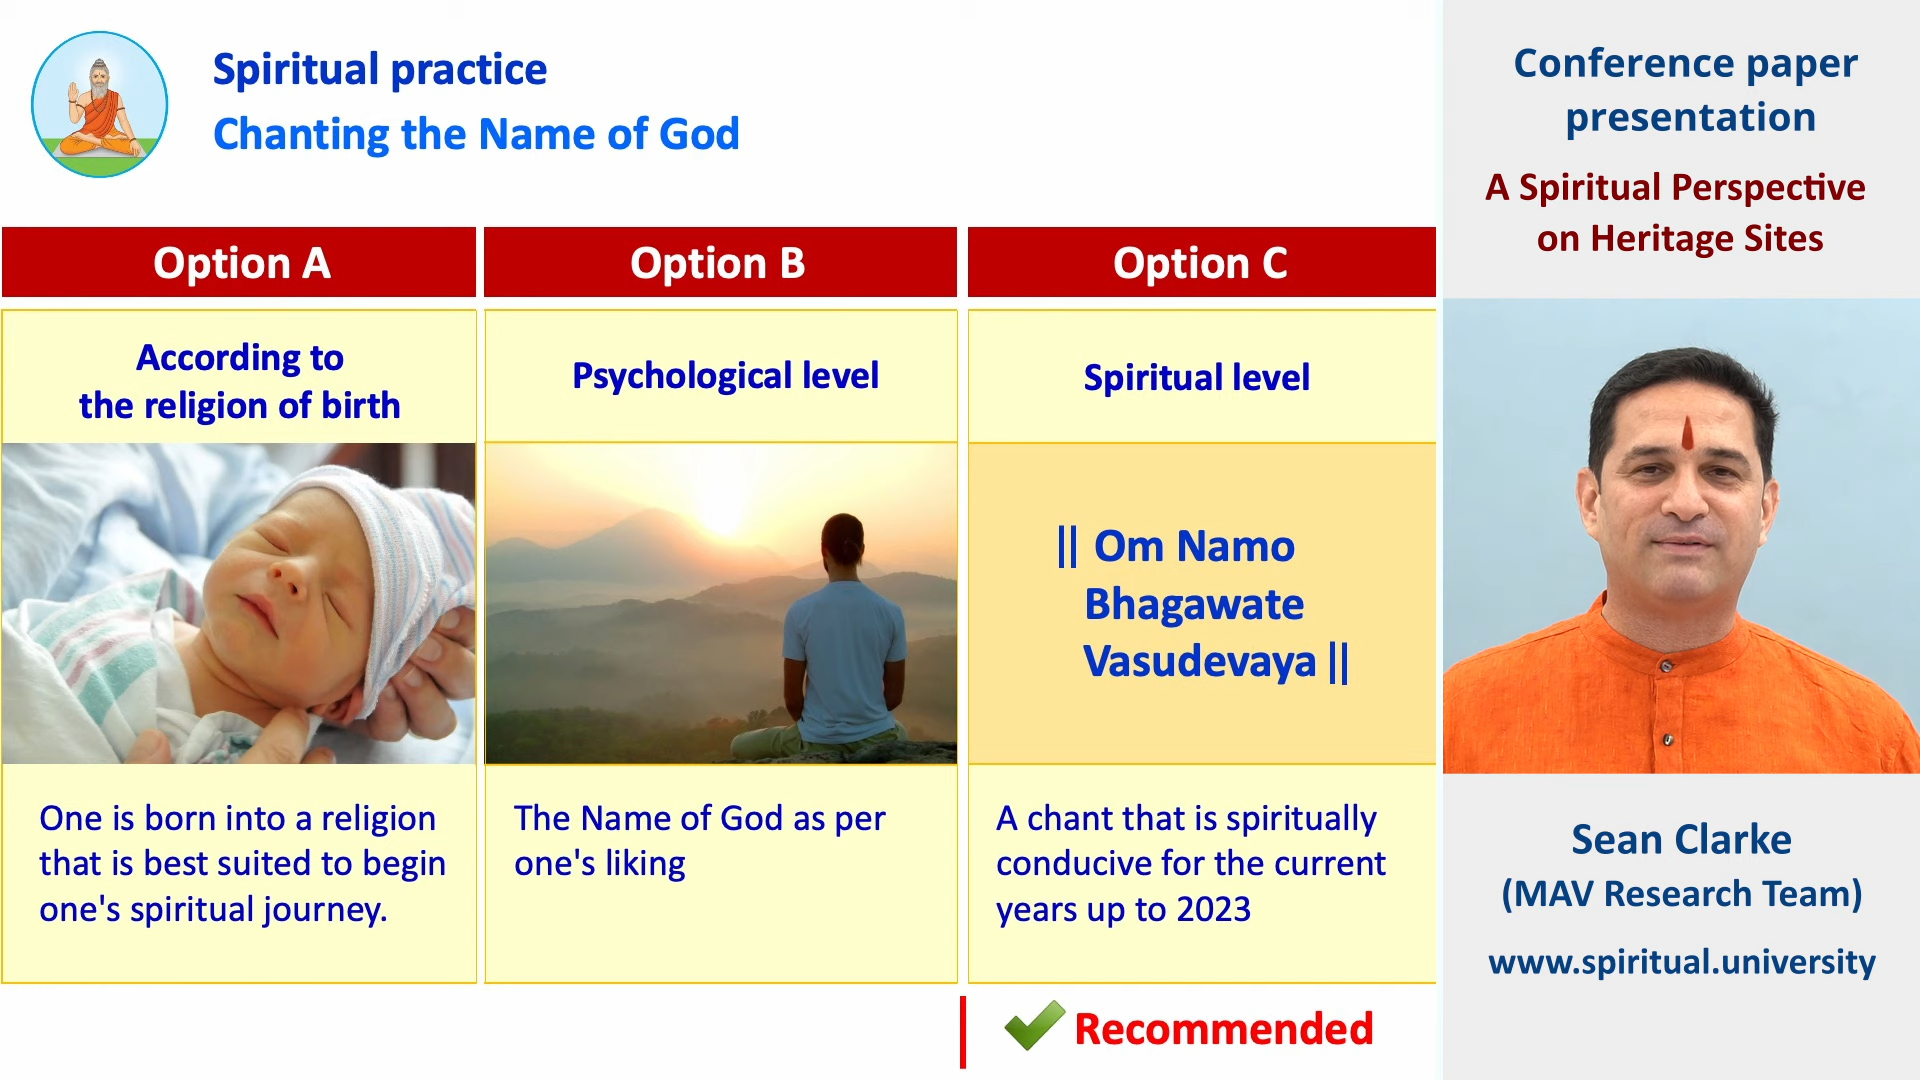 Spiritual practice
Chanting the Name of God
Option A
According to
the religion of birth
One is born into a religion
that is best suited to begin
one's spiritual journey.
Option B
Psychological level
The Name of God as per
one's liking
Option C
Spiritual level
|| Om Namo
Bhagawate
Vasudevaya ||
A chant that is spiritually
conducive for the current
years up to 2023
Recommended
Conference paper
presentation
A Spiritual Perspective
on Heritage Sites
Sean Clarke
(MAV Research Team)
www.spiritual.university